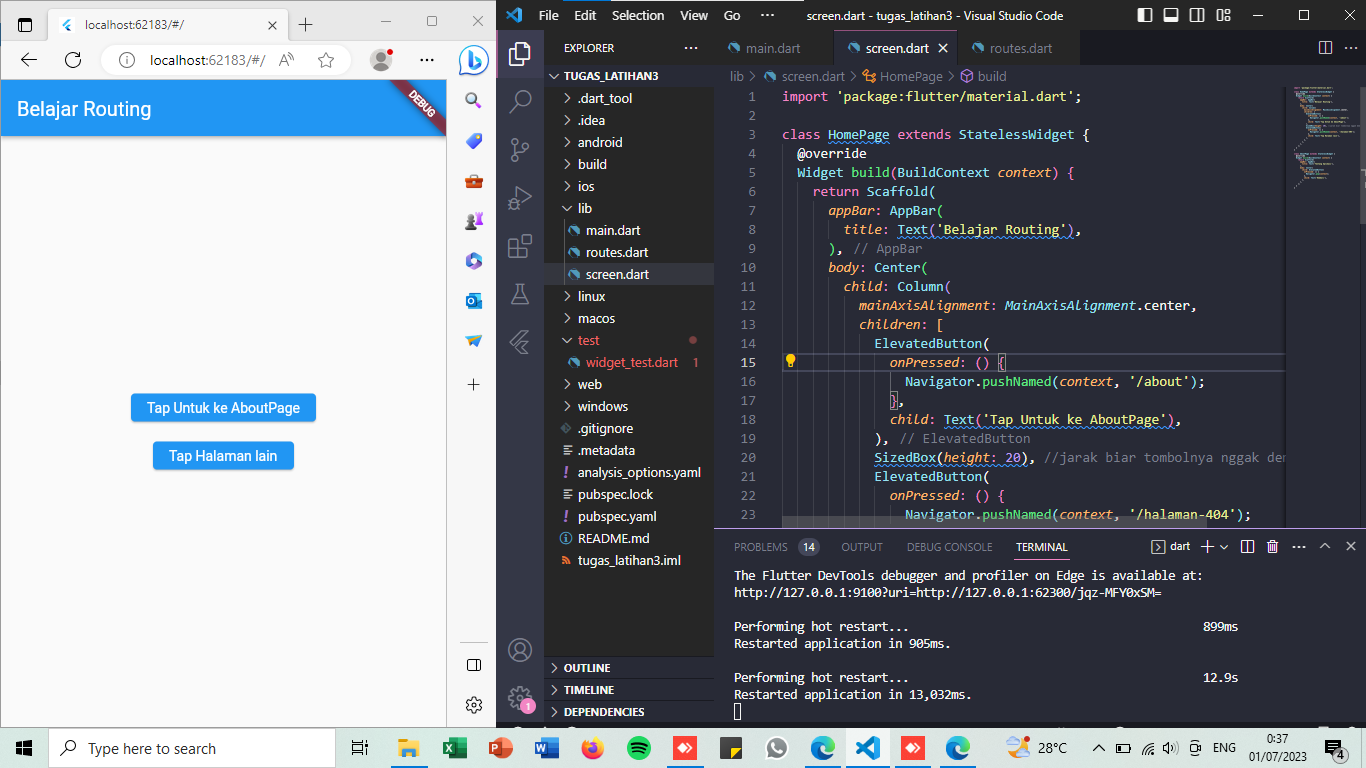 localhost:62183/#/
localhost:62183/#/
Belajar Routing
DEBUG
Tap Untuk ke AboutPage
Tap Halaman lain
File Edit Selection View Go ···
screen.dart - tugas_latihan3 - Visual Studio Code
EXPLORER
TUGAS_LATIHAN3
.dart_tool
.idea
android
build
ios
lib
main.dart
routes.dart
screen.dart
linux
macos
test
widget_test.dart 1
web
windows
.gitignore
.metadata
analysis_options.yaml
pubspec.lock
pubspec.yaml
README.md
tugas_latihan3.iml
OUTLINE
TIMELINE
DEPENDENCIES
1
main.dart screen.dart routes.dart
lib > screen.dart > HomePage > build
1 import 'package:flutter/material.dart';
2
3 class HomePage extends StatelessWidget {
4 @override
5 Widget build(BuildContext context) {
6 return Scaffold(
7 appBar: AppBar(
8 title: Text('Belajar Routing'),
9 ), // AppBar
10 body: Center(
11 child: Column(
12 mainAxisAlignment: MainAxisAlignment.center,
13 children: [
14 ElevatedButton(
15 onPressed: () {
16 Navigator.pushNamed(context, '/about');
17 },
18 child: Text('Tap Untuk ke AboutPage'),
19 ), // ElevatedButton
20 SizedBox(height: 20), //jarak biar tombolnya nggak
21 ElevatedButton(
22 onPressed: () {
23 Navigator.pushNamed(context, '/halaman-404');
PROBLEMS 14 OUTPUT DEBUG CONSOLE TERMINAL dart
The Flutter DevTools debugger and profiler on Edge is available at:
http://127.0.0.1:9100?uri=http://127.0.0.1:62300/jqz-MFY0xSM=
Performing hot restart... 899ms
Restarted application in 905ms.
Performing hot restart... 12.9s
Restarted application in 13,032ms.
Type here to search
28°C
ENG
0:37
01/07/2023
4